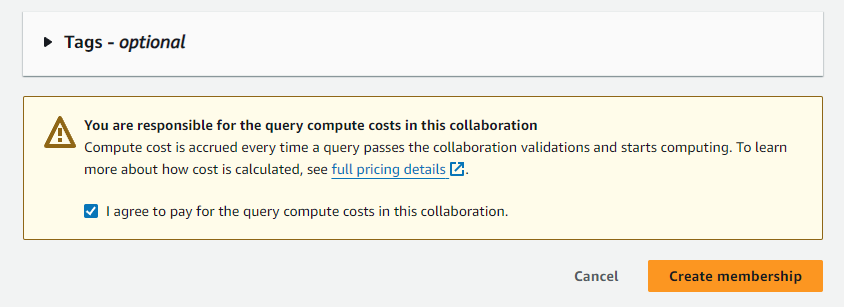 Tags - optional
You are responsible for the query compute costs in this collaboration
Compute cost is accrued every time a query passes the collaboration validations and starts computing. To learn
more about how cost is calculated, see full pricing details.
I agree to pay for the query compute costs in this collaboration.
Cancel Create membership